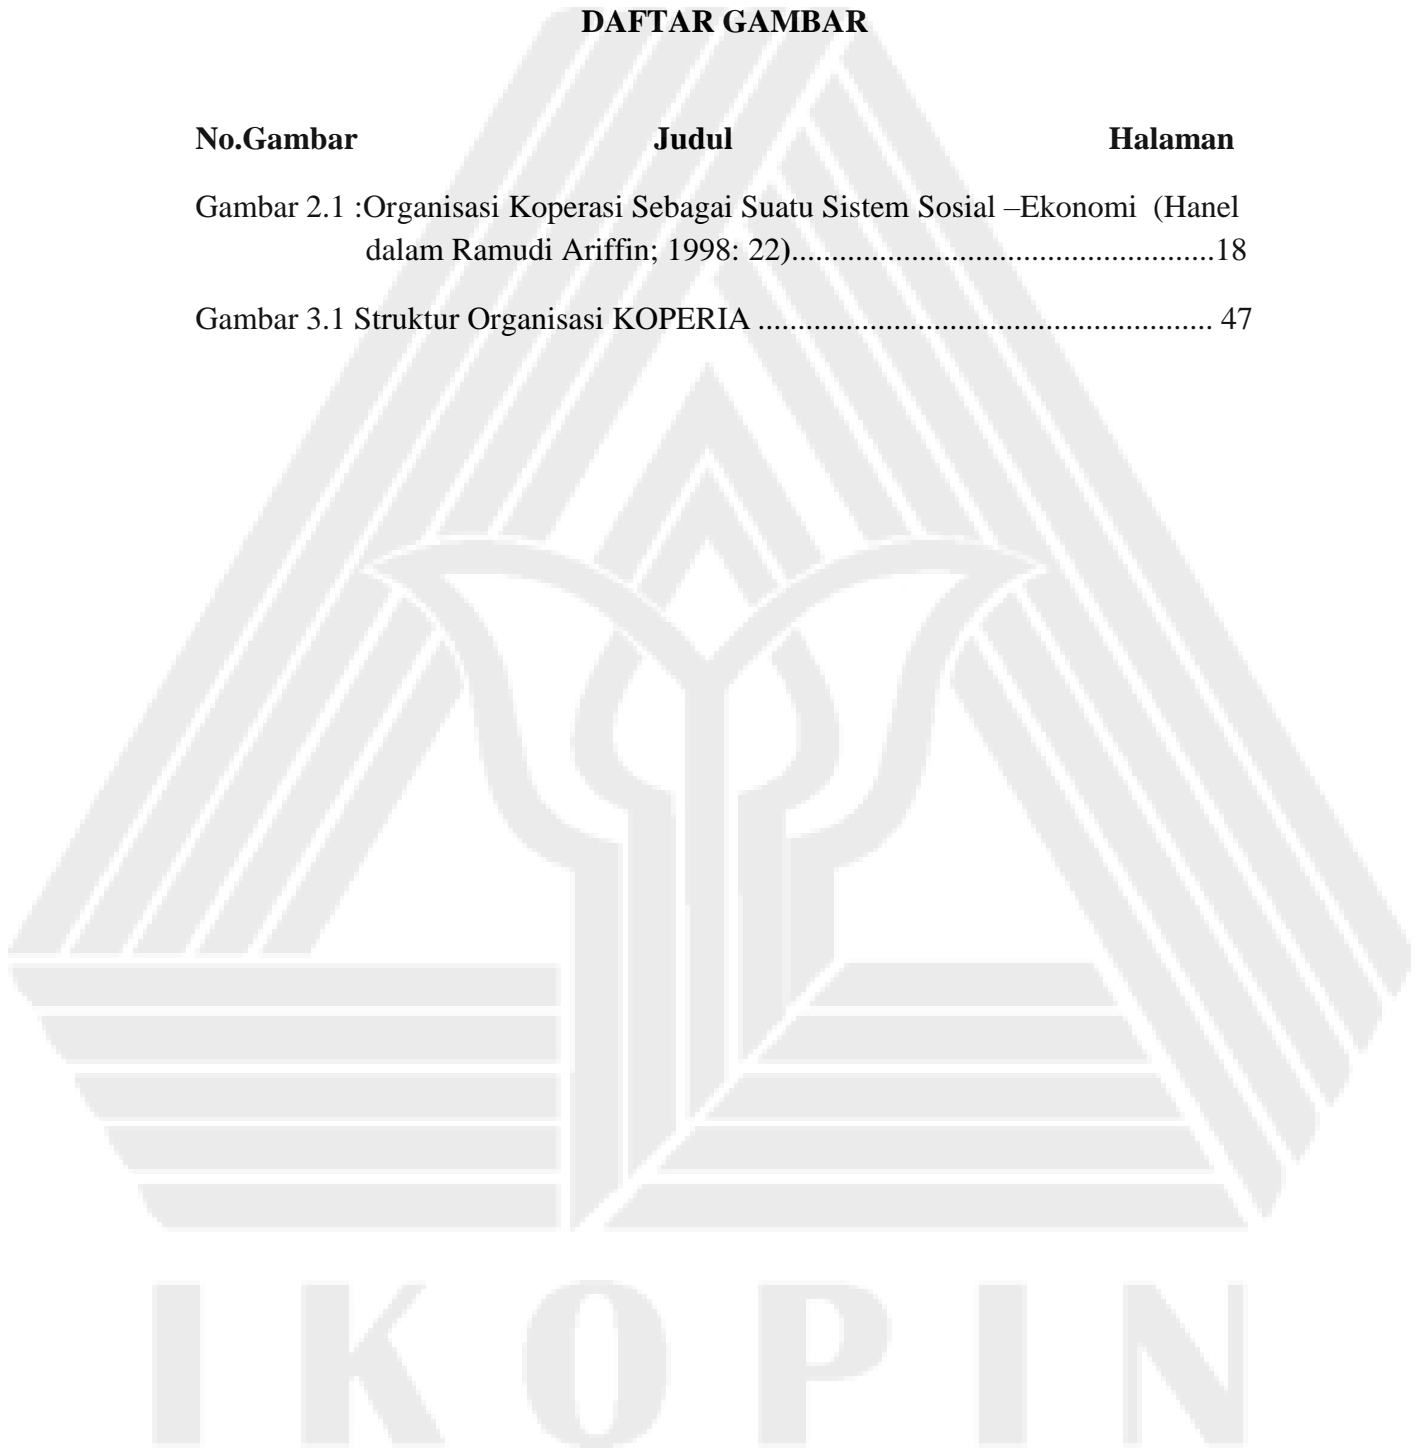 DAFTAR GAMBAR
No.Gambar Judul Halaman
Gambar 2.1 :Organisasi Koperasi Sebagai Suatu Sistem Sosial –Ekonomi (Hanel
dalam Ramudi Ariffin; 1998: 22).....................................................18
Gambar 3.1 Struktur Organisasi KOPERIA ......................................................... 47
IKOPIN